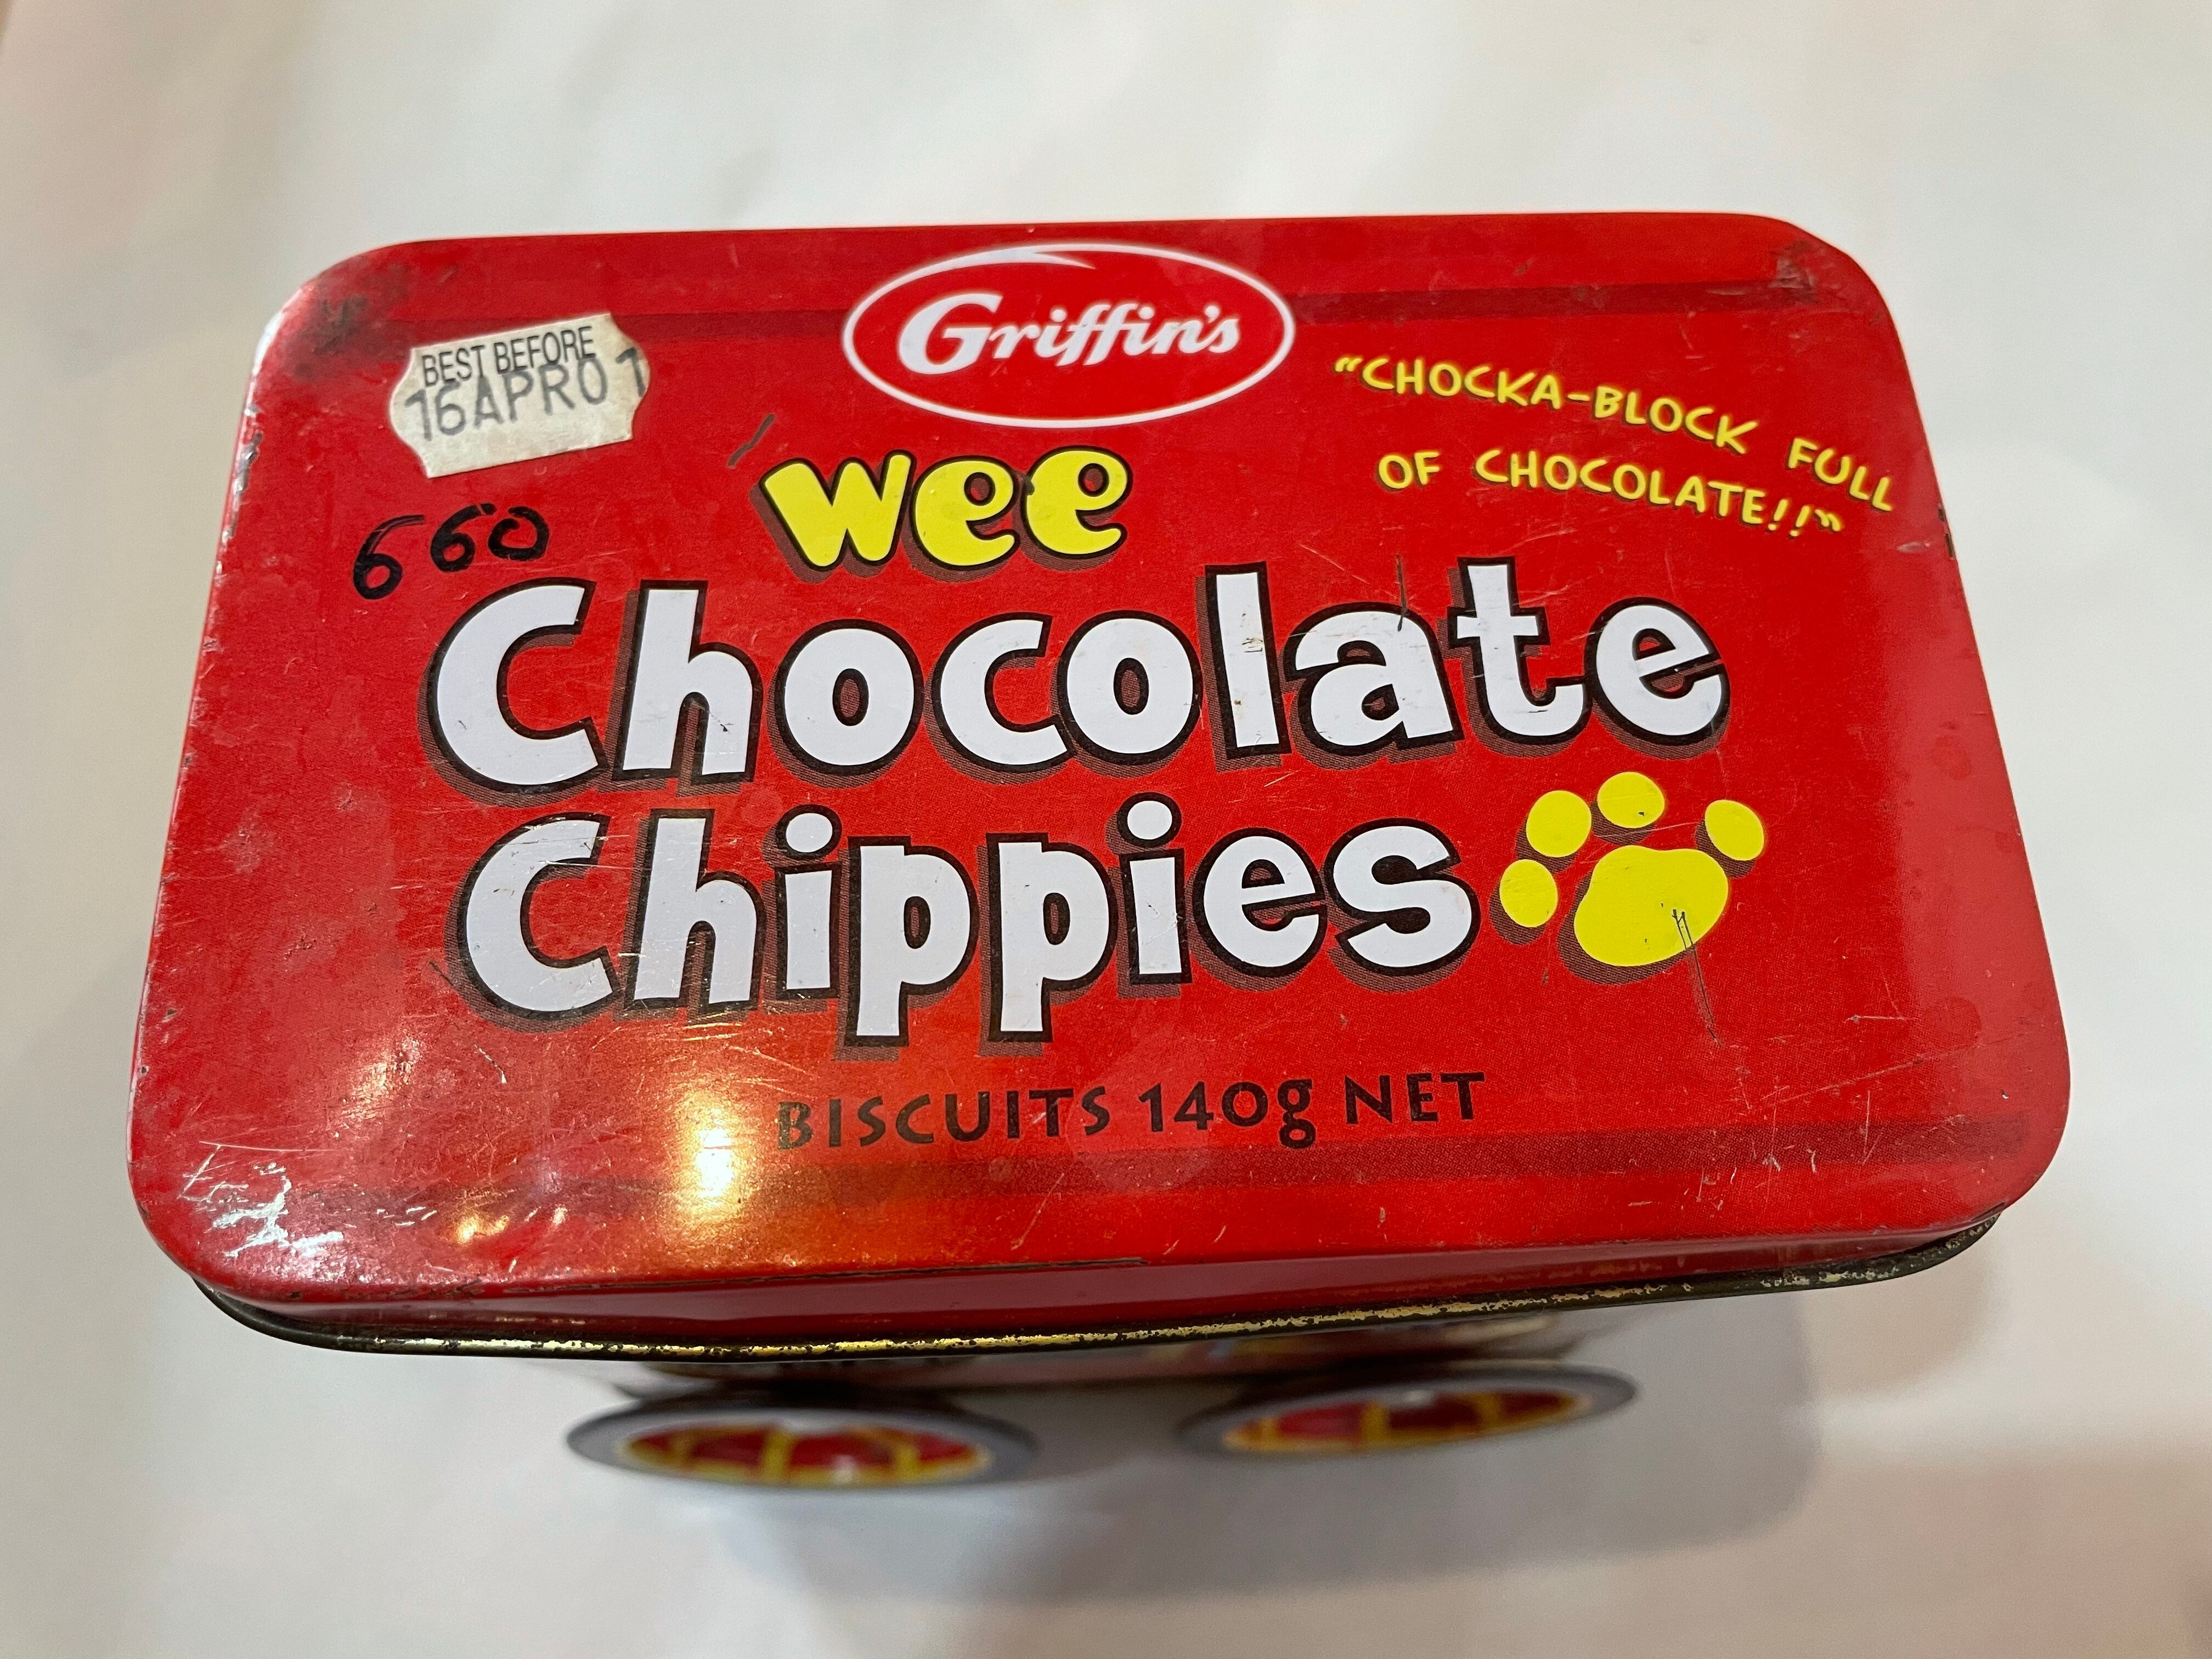 Griffin's
BEST BEFORE
16APR01
"CHOCKA-BLOCK FULL
OF CHOCOLATE!!"
660
wee
Chocolate
Chippies
BISCUITS 140g NET